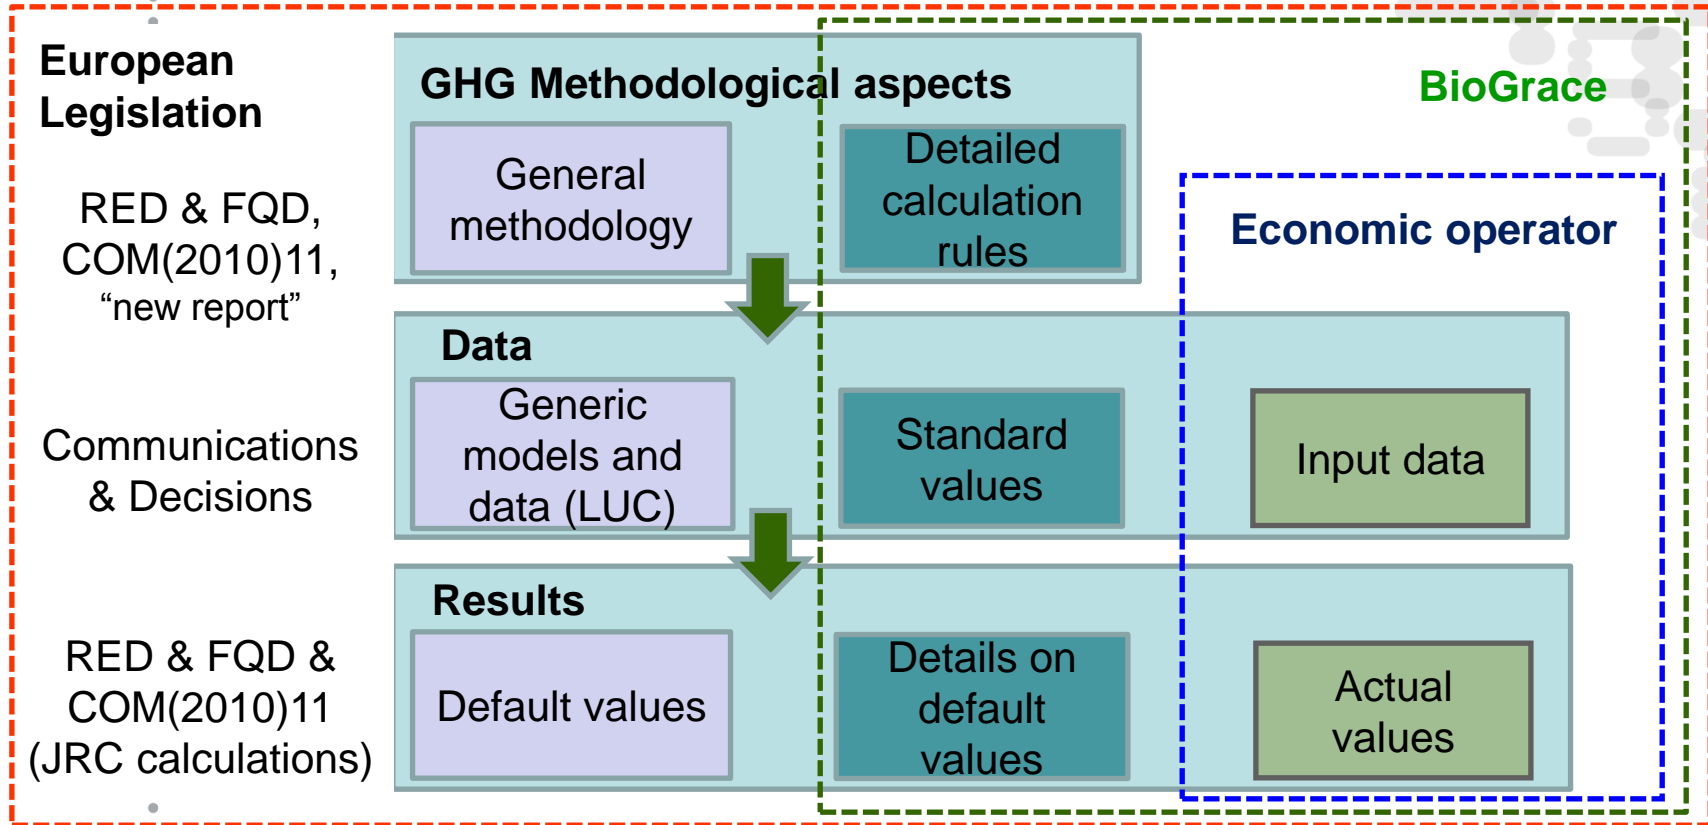 European
Legislation
GHG Methodological aspects
BioGrace
General
methodology
Detailed
calculation
rules
RED & FQD,
COM(2010)11,
“new report”
Economic operator
Data
Generic
models and
data (LUC)
Standard
values
Input data
Communications
& Decisions
Results
Default values
Details on
default
values
Actual
values
RED & FQD &
COM(2010)11
(JRC calculations)